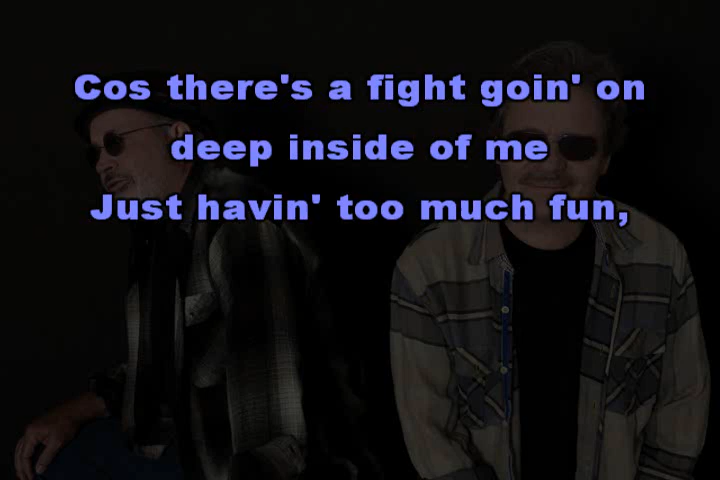 Cos there's a fight goin' on
deep inside of me
Just havin' too much fun,